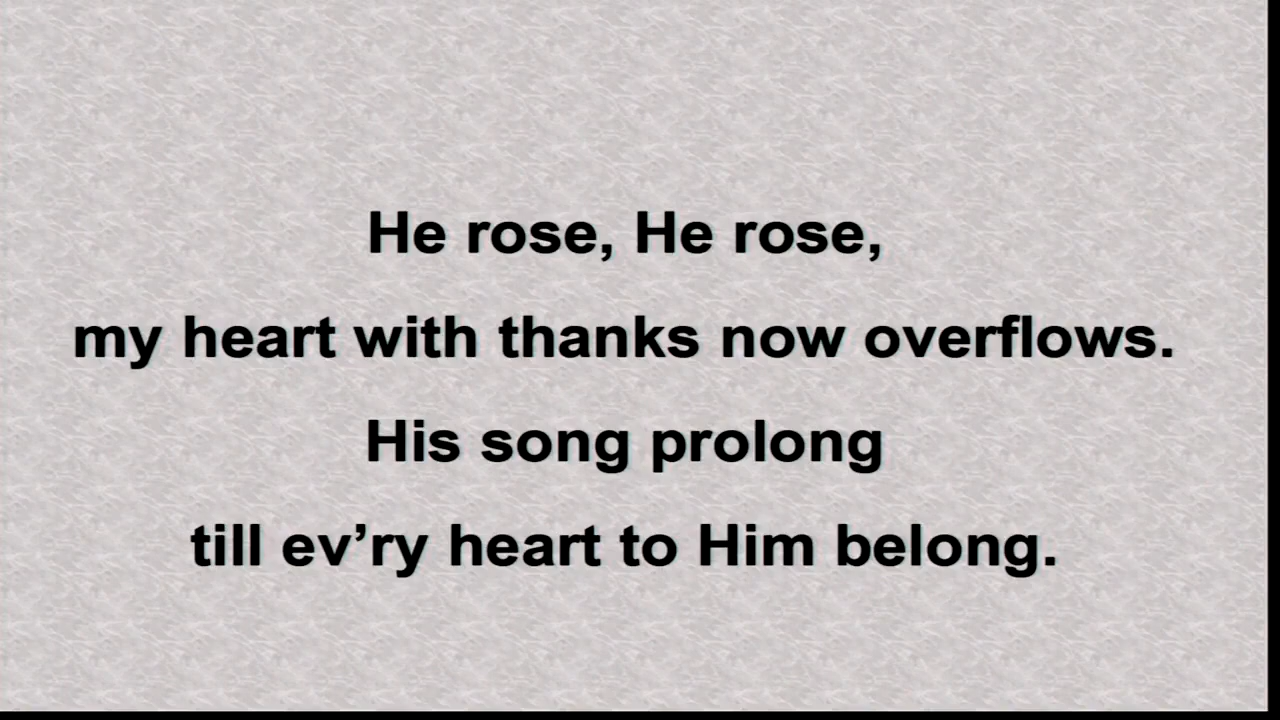 He rose, He rose,
my heart with thanks now overflows.
His song prolong
till ev’ry heart to Him belong.